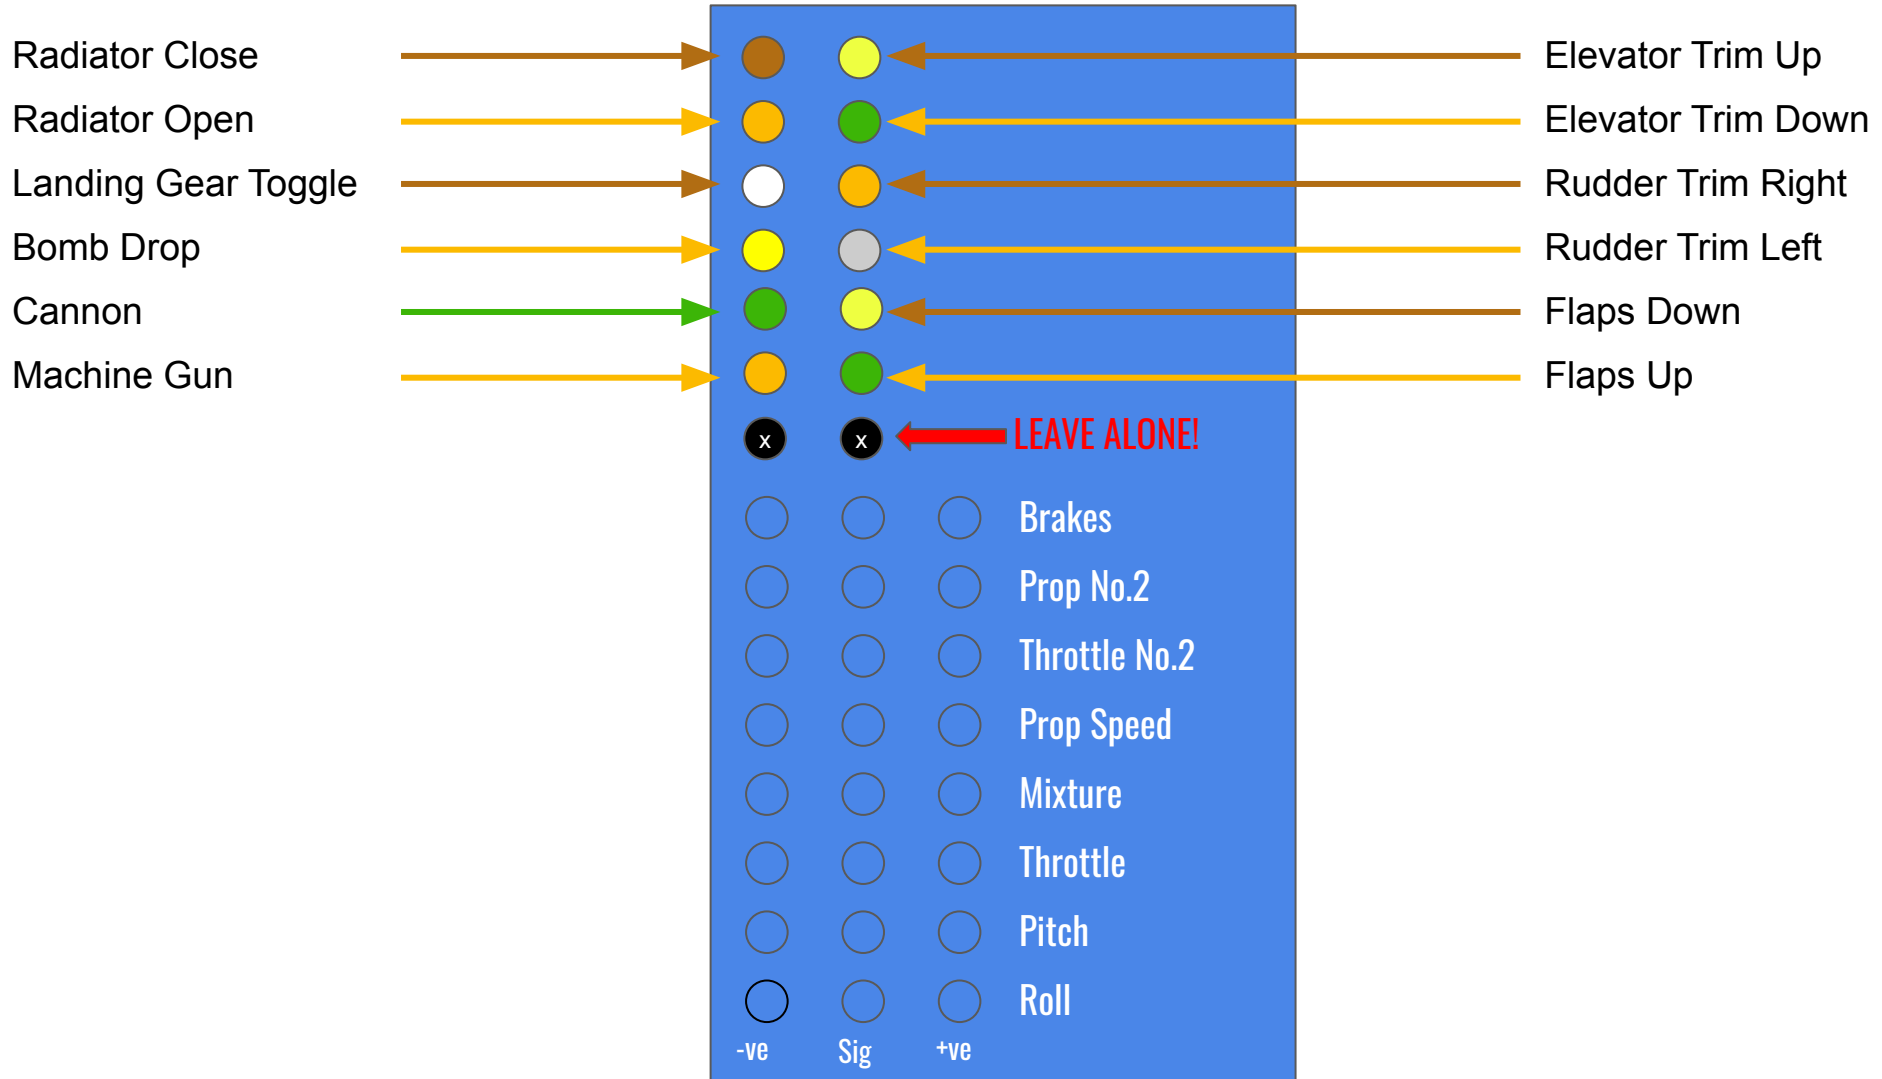 Radiator Close
Elevator Trim Up
Radiator Open
Elevator Trim Down
Landing Gear Toggle
Rudder Trim Right
Bomb Drop
Rudder Trim Left
Cannon
Flaps Down
Machine Gun
Flaps Up
x x LEAVE ALONE!
Brakes
Prop No.2
Throttle No.2
Prop Speed
Mixture
Throttle
Pitch
Roll
-ve Sig +ve